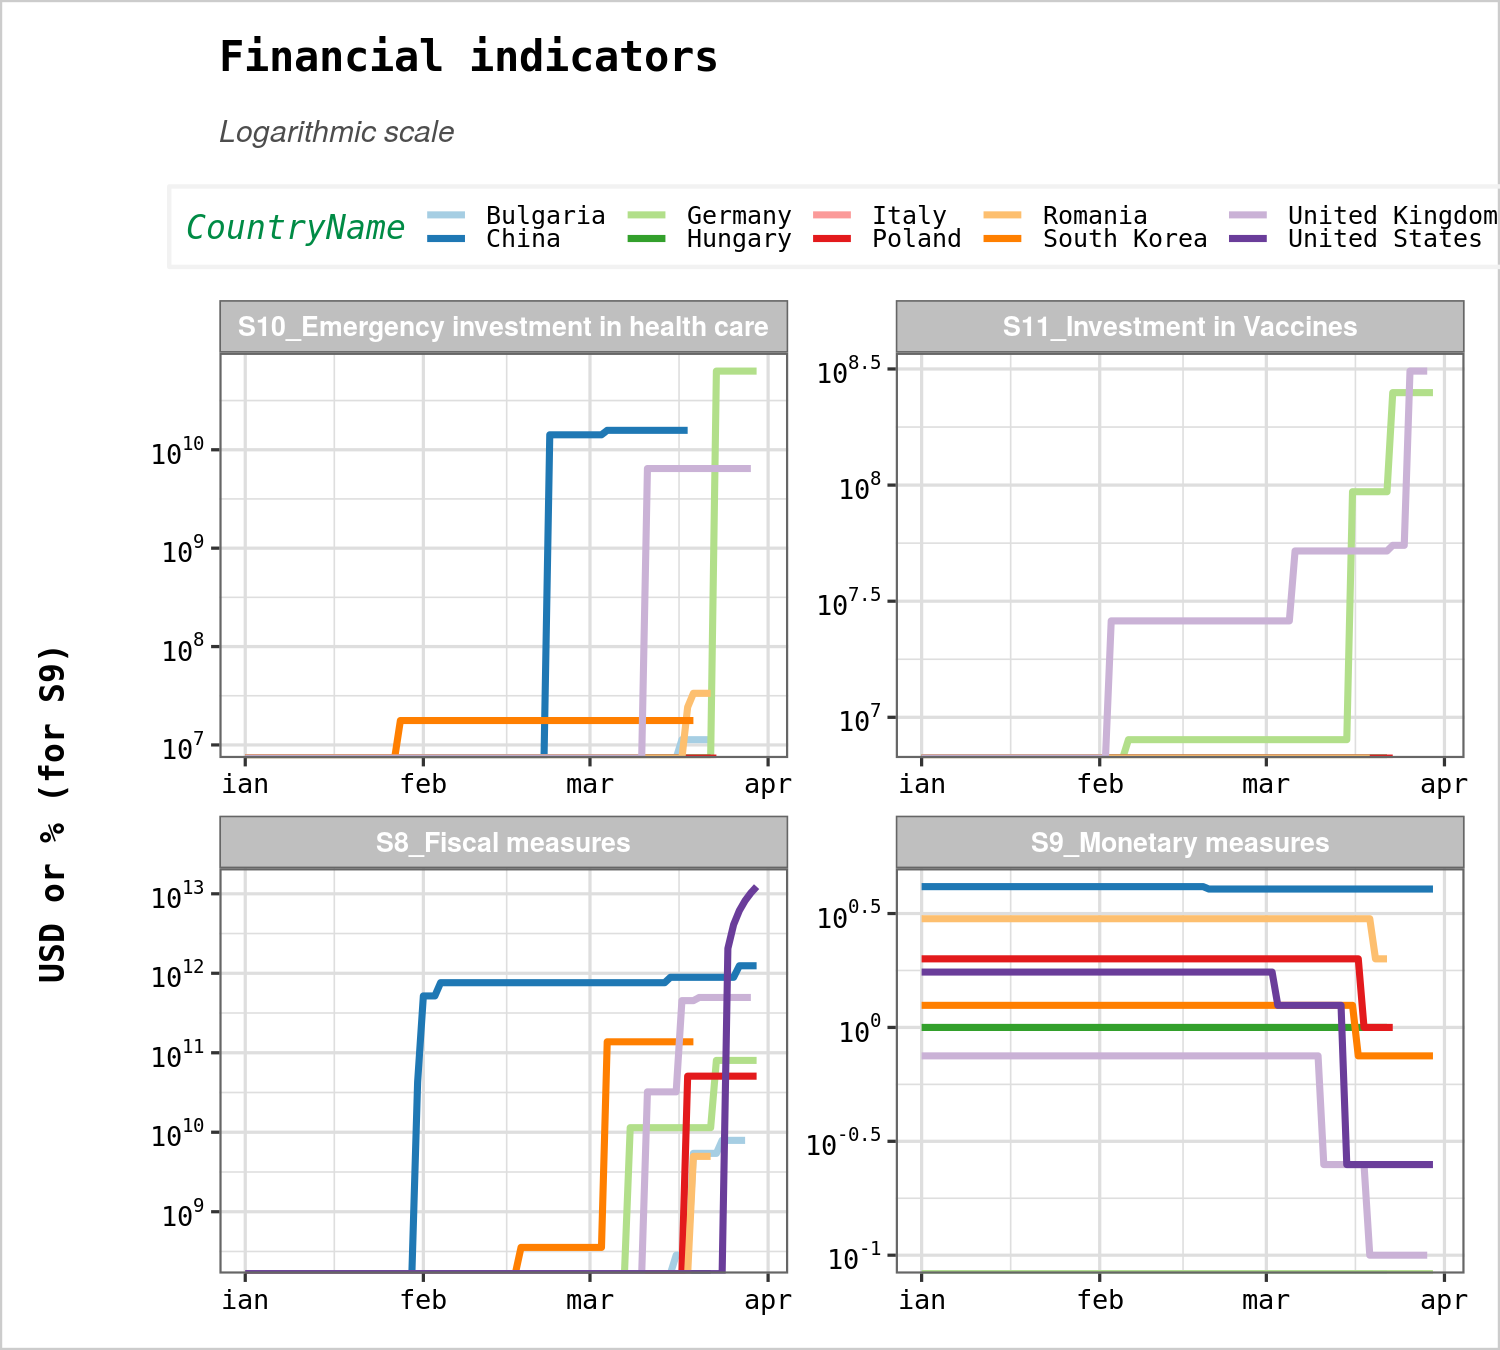 Financial indicators
Logarithmic scale
CountryName
Bulgaria Germany Italy Romania United Kingdom
China Hungary Poland South Korea United States
S10_Emergency investment in health care
S11_Investment in Vaccines
10^10
10^9
10^8
10^7
ian feb mar apr
10^8.5
10^8
10^7.5
10^7
ian feb mar apr
USD or % (for S9)
S8_Fiscal measures
S9_Monetary measures
10^13
10^12
10^11
10^10
10^9
ian feb mar apr
10^0.5
10^0
10^-0.5
10^-1
ian feb mar apr